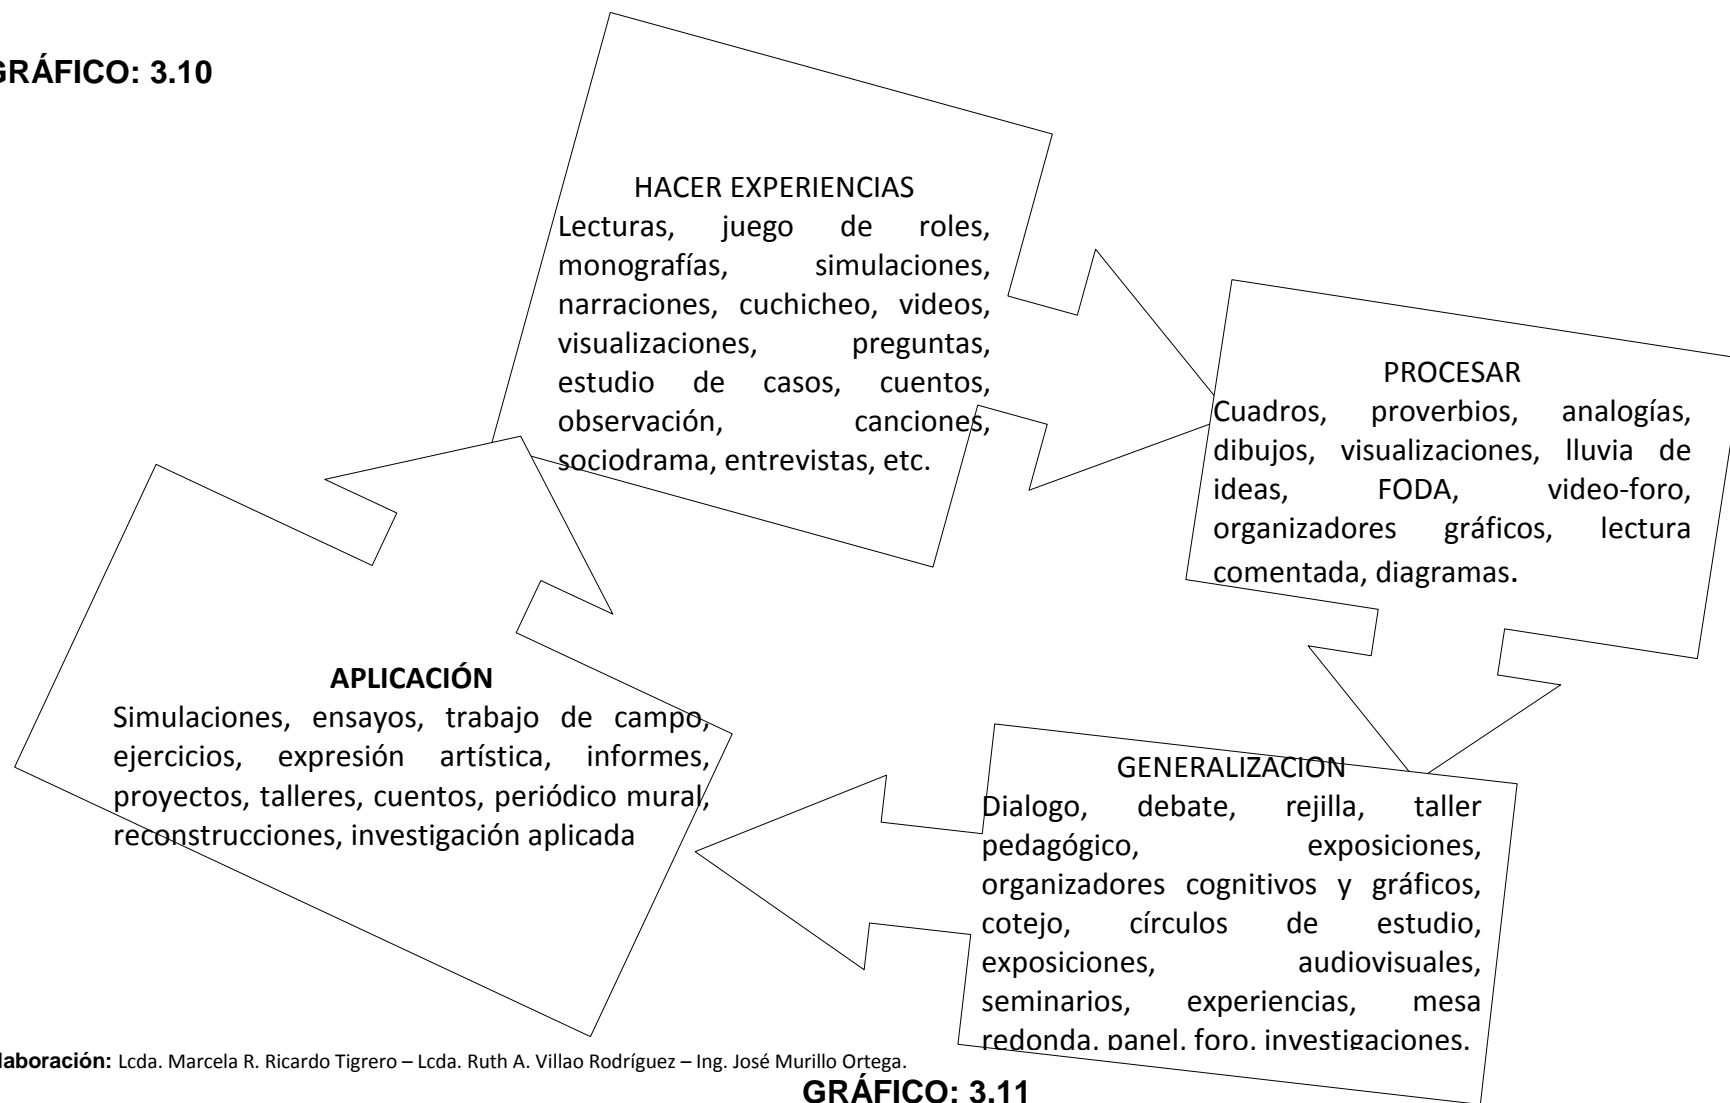 GRÁFICO: 3.10
HACER EXPERIENCIAS
Lecturas, juego de roles,
monografías, simulaciones,
narraciones, cuchicheo, videos,
visualizaciones, preguntas,
estudio de casos, cuentos,
observación, canciones,
sociodrama, entrevistas, etc.
PROCESAR
Cuadros, proverbios, analogías,
dibujos, visualizaciones, lluvia de
ideas, FODA, video-foro,
organizadores gráficos, lectura
comentada, diagramas.
APLICACIÓN
Simulaciones, ensayos, trabajo de campo,
ejercicios, expresión artística, informes,
proyectos, talleres, cuentos, periódico mural,
reconstrucciones, investigación aplicada
GENERALIZACION
Dialogo, debate, rejilla, taller
pedagógico, exposiciones,
organizadores cognitivos y gráficos,
cotejo, círculos de estudio,
exposiciones, audiovisuales,
seminarios, experiencias, mesa
redonda, panel, foro, investigaciones.
laboración: Lcda. Marcela R. Ricardo Tigrero – Lcda. Ruth A. Villao Rodríguez – Ing. José Murillo Ortega.
GRÁFICO: 3.11